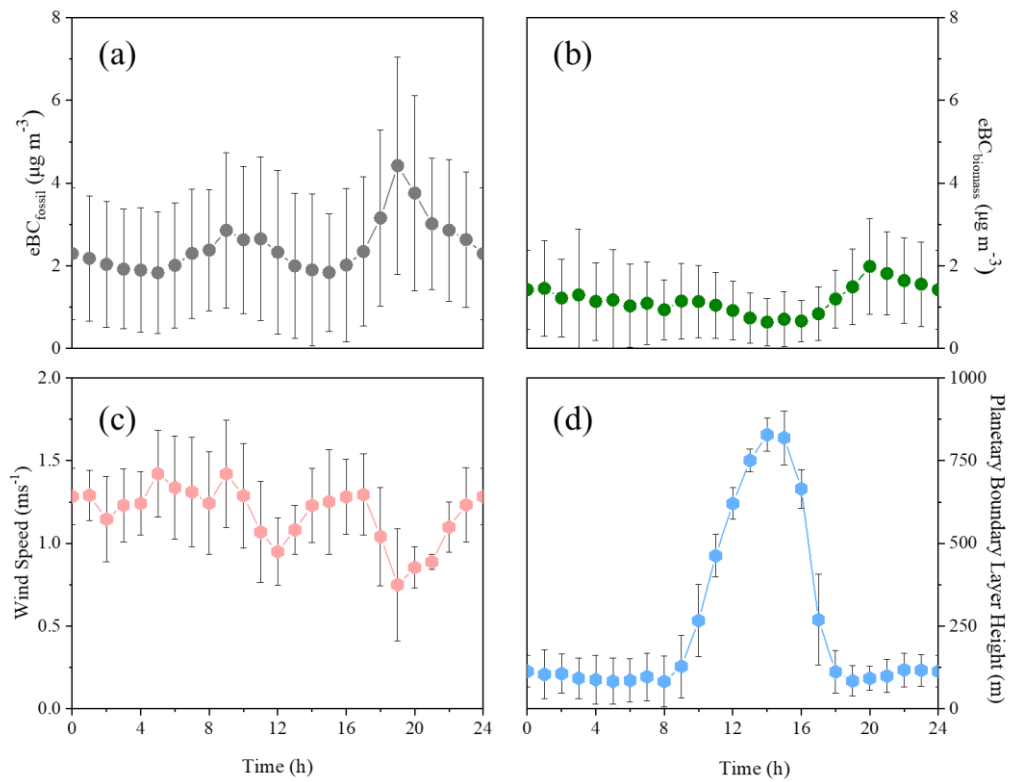 (a)
8
6
4
2
0
eBCfossil (μg m-3)
(b)
8
6
4
2
0
eBCbiomass (μg m-3)
(c)
2.0
1.5
1.0
0.5
0.0
Wind Speed (ms-1)
0 4 8 12 16 20 24
Time (h)
(d)
1000
750
500
250
0
Planetary Boundary Layer Height (m)
0 4 8 12 16 20 24
Time (h)